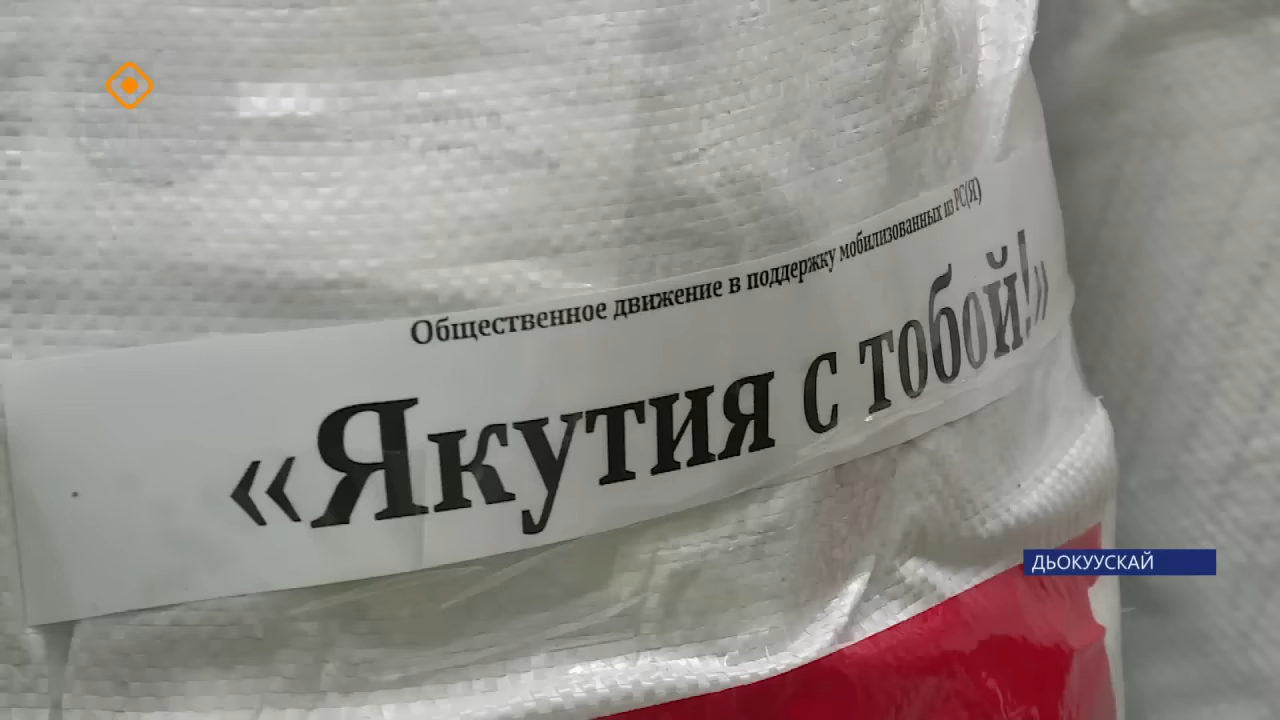 Общественное движение в поддержку мобилизованных из РС(Я)
«Якутия с тобой!»
ДЬОКУУСКАЙ